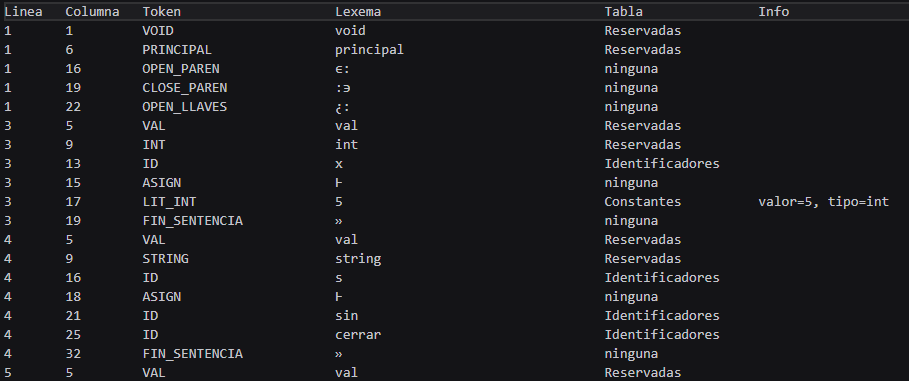 Linea Columna Token Lexema Tabla Info
1 1 VOID void Reservadas
1 6 PRINCIPAL principal Reservadas
1 16 OPEN_PAREN є: ninguna
1 19 CLOSE_PAREN :э ninguna
1 22 OPEN_LLAVES ¿: ninguna
3 5 VAL val Reservadas
3 9 INT int Reservadas
3 13 ID x Identificadores
3 15 ASIGN Ͱ ninguna
3 17 LIT_INT 5 Constantes valor=5, tipo=int
3 19 FIN_SENTENCIA » ninguna
4 5 VAL val Reservadas
4 9 STRING string Reservadas
4 16 ID s Identificadores
4 18 ASIGN Ͱ ninguna
4 21 ID sin Identificadores
4 25 ID cerrar Identificadores
4 32 FIN_SENTENCIA » ninguna
5 5 VAL val Reservadas